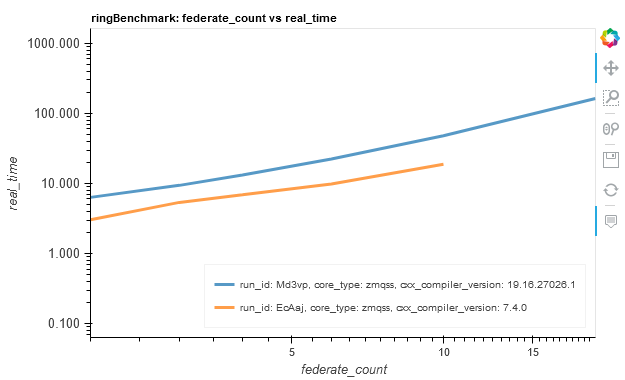 ringBenchmark: federate_count vs real_time
1000.000
100.000
10.000
1.000
0.100
real_time
run_id: Md3vp, core_type: zmqss, cxx_compiler_version: 19.16.27026.1
run_id: EcAaj, core_type: zmqss, cxx_compiler_version: 7.4.0
5
10
15
federate_count